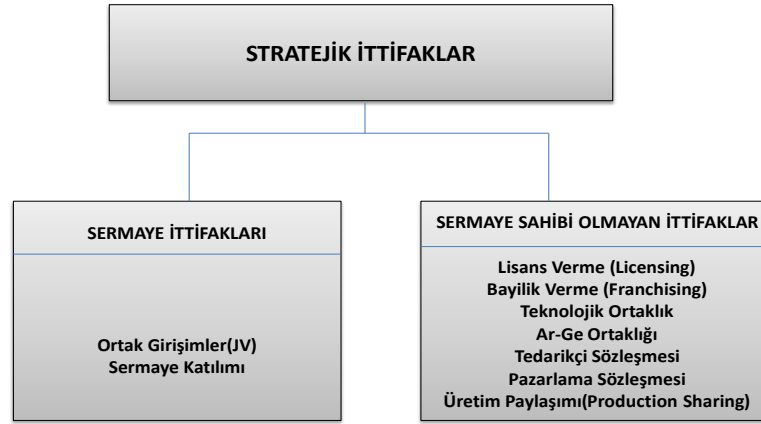 STRATEJİK İTTİFAKLAR
SERMAYE İTTİFAKLARI
Ortak Girişimler(JV)
Sermaye Katılımı
SERMAYE SAHİBİ OLMAYAN İTTİFAKLAR
Lisans Verme (Licensing)
Bayilik Verme (Franchising)
Teknolojik Ortaklık
Ar-Ge Ortaklığı
Tedarikçi Sözleşmesi
Pazarlama Sözleşmesi
Üretim Paylaşımı(Production Sharing)